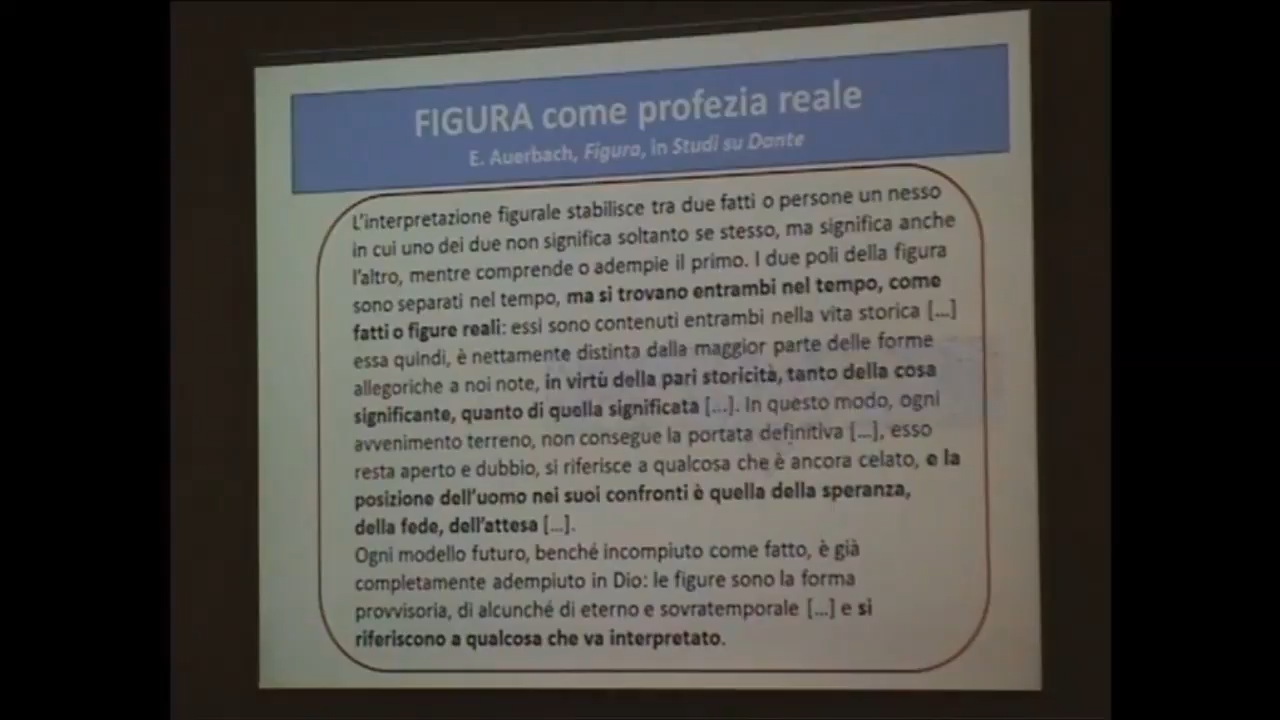 FIGURA come profezia reale
E. Auerbach, Figura, in Studi su Dante
L'interpretazione figurale stabilisce tra due fatti o persone un nesso
in cui uno dei due non significa soltanto se stesso, ma significa anche
l'altro, mentre comprende o adempie il primo. I due poli della figura
sono separati nel tempo, ma si trovano entrambi nel tempo, come
fatti o figure reali: essi sono contenuti entrambi nella vita storica [...]
essa quindi, è nettamente distinta dalla maggior parte delle forme
allegoriche a noi note, in virtù della pari storicità, tanto della cosa
significante, quanto di quella significata [...]. In questo modo, ogni
avvenimento terreno, non consegue la portata definitiva [...], esso
resta aperto e dubbio, si riferisce a qualcosa che è ancora celato, e la
posizione dell'uomo nei suoi confronti è quella della speranza,
della fede, dell'attesa [...].
Ogni modello futuro, benché incompiuto come fatto, è già
completamente adempiuto in Dio: le figure sono la forma
provvisoria, di alcunché di eterno e sovratemporale [...] e si
riferiscono a qualcosa che va interpretato.